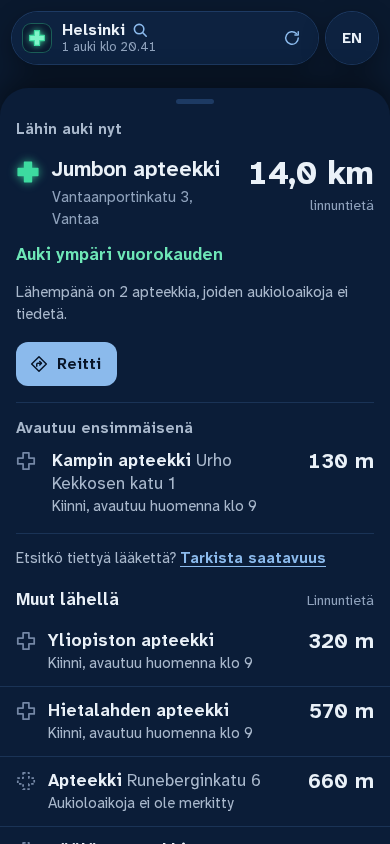 Helsinki
1 auki klo 20.41
EN
Lähin auki nyt
Jumbon apteekki
14,0 km
Vantaanportinkatu 3,
Vantaa
linnuntietä
Auki ympäri vuorokauden
Lähempänä on 2 apteekkia, joiden aukioloaikoja ei
tiedetä.
Reitti
Avautuu ensimmäisenä
Kampin apteekki Urho
Kekkosen katu 1
130 m
Kiinni, avautuu huomenna klo 9
Etsitkö tiettyä lääkettä? Tarkista saatavuus
Muut lähellä
Linnuntietä
Yliopiston apteekki
320 m
Kiinni, avautuu huomenna klo 9
Hietalahden apteekki
570 m
Kiinni, avautuu huomenna klo 9
Apteekki Runeberginkatu 6
660 m
Aukioloaikoja ei ole merkitty